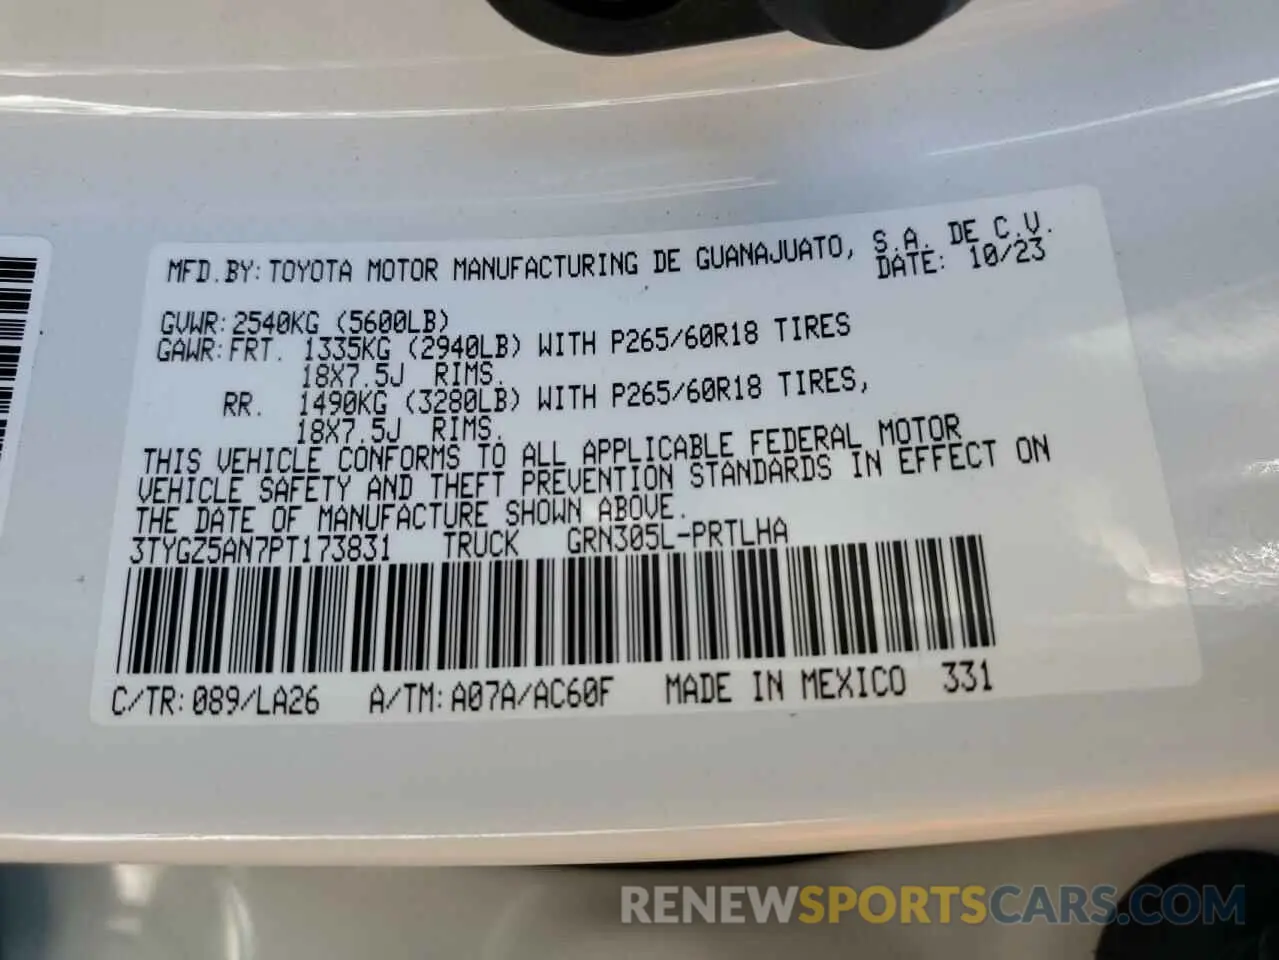 MFD.BY:TOYOTA MOTOR MANUFACTURING DE GUANAJUATO, S.A. DE C.V.
DATE: 10/23
GVWR:2540KG (5600LB)
GAWR:FRT. 1335KG (2940LB) WITH P265/60R18 TIRES
18X7.5J RIMS.
RR. 1490KG (3280LB) WITH P265/60R18 TIRES,
18X7.5J RIMS.
THIS VEHICLE CONFORMS TO ALL APPLICABLE FEDERAL MOTOR
VEHICLE SAFETY AND THEFT PREVENTION STANDARDS IN EFFECT ON
THE DATE OF MANUFACTURE SHOWN ABOVE.
3TYGZ5AN7PT173831 TRUCK GRN305L-PRTLHA
C/TR:089/LA26 A/TM:A07A/AC60F MADE IN MEXICO 331
RENEWSPORTSCARS.COM